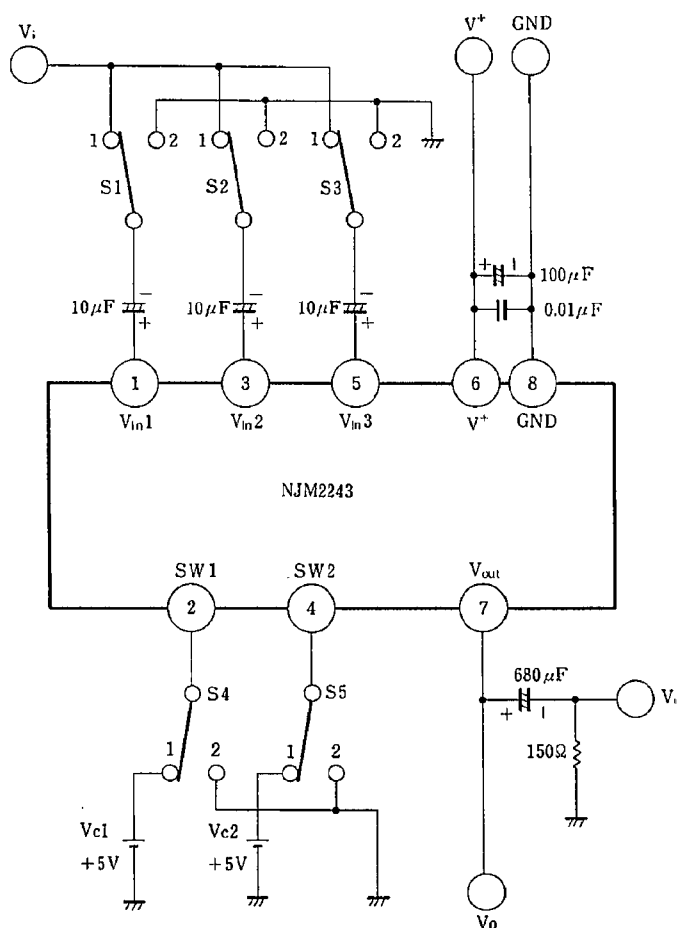 Vi
V+
GND
1
2
1
2
1
2
S1
S2
S3
10μF
10μF
10μF
+
−
100μF
0.01μF
−
+
−
+
−
+
1
3
5
6
8
Vin1
Vin2
Vin3
V+
GND
NJM2243
SW1
SW2
Vout
2
4
7
S4
S5
680μF
+
−
150Ω
1
2
1
2
Vc1
+5V
Vc2
+5V
Vo